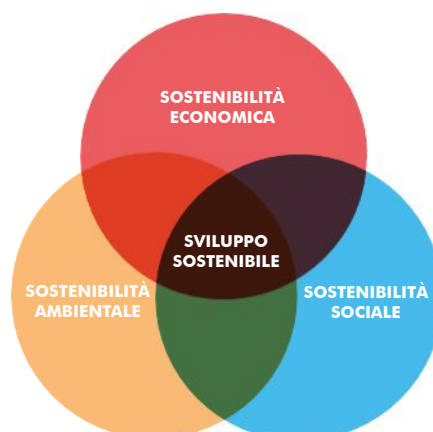 SOSTENIBILITÀ
ECONOMICA
SVILUPPO
SOSTENIBILE
SOSTENIBILITÀ
AMBIENTALE
SOSTENIBILITÀ
SOCIALE